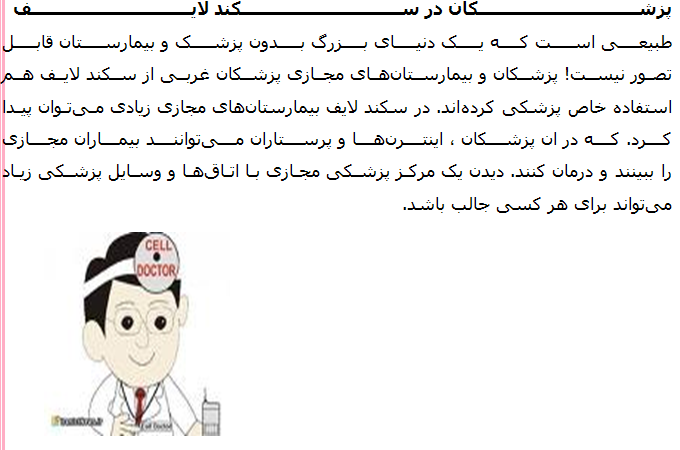 پزشکان در سکند لایف
طبیعی است که یک دنیای بزرگ بدون پزشک و بیمارستان قابل
تصور نیست! پزشکان و بیمارستان‌های مجازی پزشکان غربی از سکند لایف هم
استفاده خاص پزشکی کرده‌اند. در سکند لایف بیمارستان‌های مجازی زیادی می‌توان پیدا
کرد. که در ان پزشکان ، اینترن‌ها و پرستاران می‌توانند بیماران مجازی
را ببینند و درمان کنند. دیدن یک مرکز پزشکی مجازی با اتاق‌ها و وسایل پزشکی زیاد
می‌تواند برای هر کسی جالب باشد.
CELL
DOCTOR
Cell Doctor